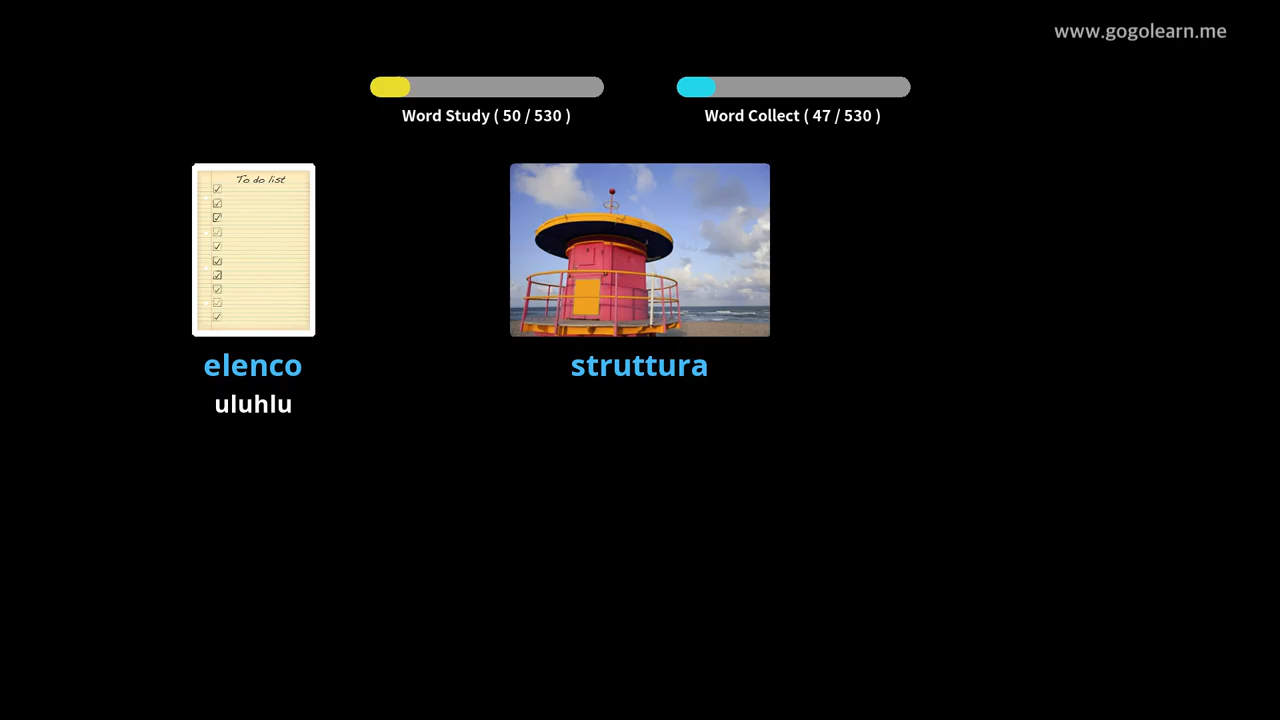 www.gogolearn.me
Word Study ( 50 / 530 )
Word Collect ( 47 / 530 )
To do list
elenco
struttura
uluhlu